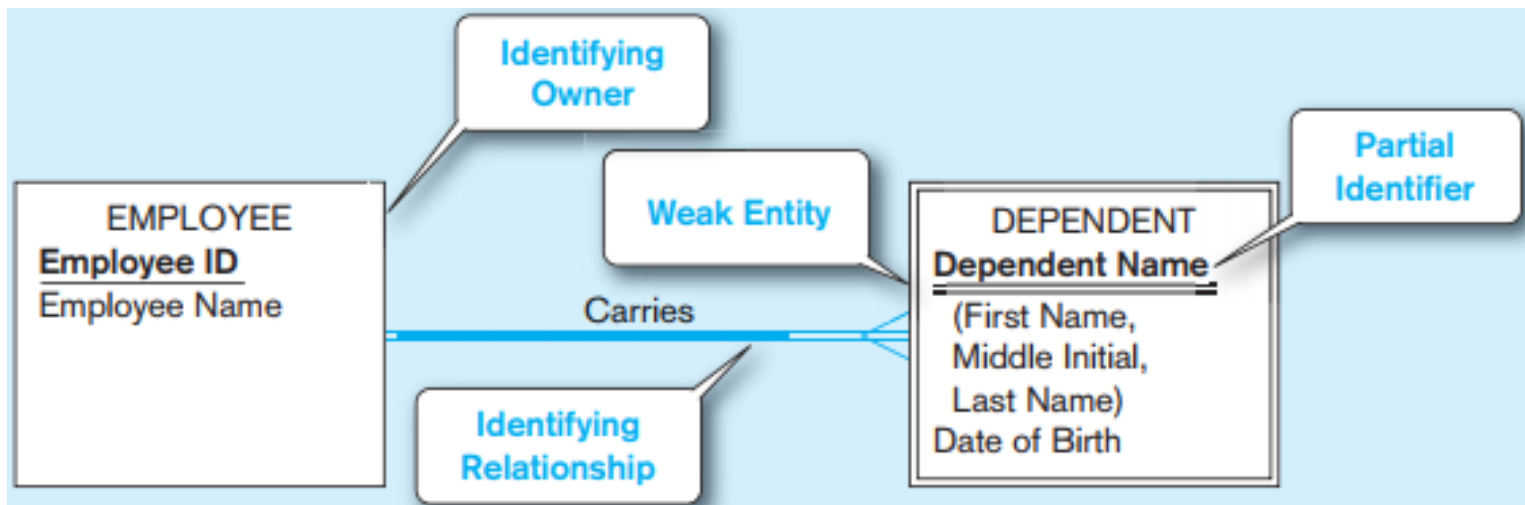 Identifying
Owner
Partial
Identifier
Weak Entity
EMPLOYEE
Employee ID
Employee Name
Carries
DEPENDENT
Dependent Name
(First Name,
Middle Initial,
Last Name)
Date of Birth
Identifying
Relationship